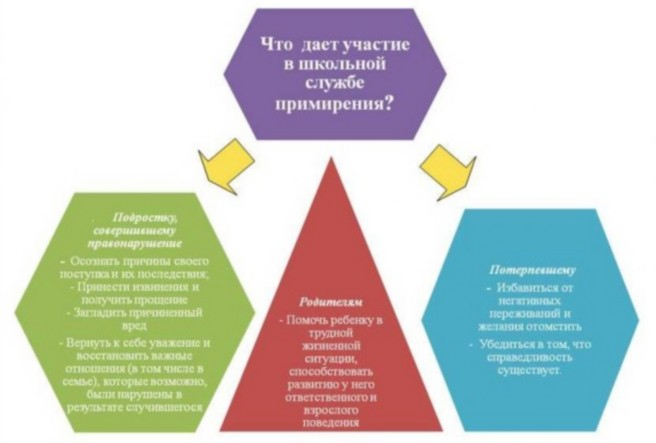 Что дает участие
в школьной
службе
примирения?
. Подростку,
совершившему
правонарушение
- Осознать причины своего
поступка и их последствия;
- Принести извинения и
получить прощение
- Загладить причиненный
вред
- Вернуть к себе уважение и
восстановить важные
отношения (в том числе в
семье), которые возможно,
были нарушены в
результате случившегося
Родителям
- Помочь ребенку в
трудной
жизненной
ситуации,
способствовать
развитию у него
ответственного и
взрослого
поведения
Потерпевшему
- Избавиться от
негативных
переживаний и
желания отомстить
- Убедиться в том, что
справедливость
существует.